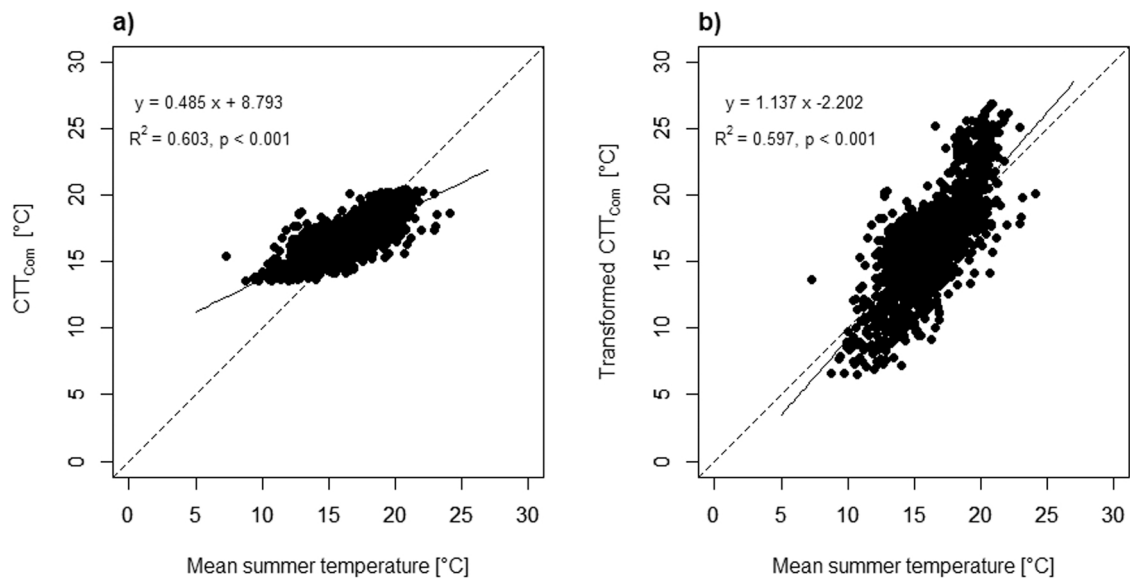 a)
y = 0.485 x + 8.793
R² = 0.603, p < 0.001
CTT_Com [°C]
0 5 10 15 20 25 30
0 5 10 15 20 25 30
Mean summer temperature [°C]
b)
y = 1.137 x -2.202
R² = 0.597, p < 0.001
Transformed CTT_Com [°C]
0 5 10 15 20 25 30
0 5 10 15 20 25 30
Mean summer temperature [°C]